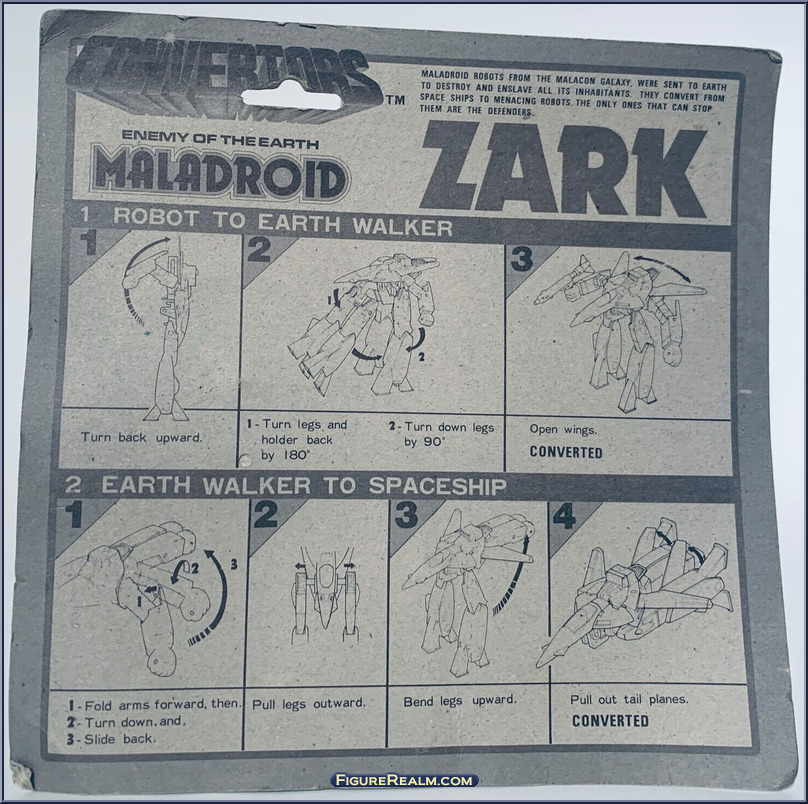 CONVERTORS TM
MALADROID ROBOTS FROM THE MALACON GALAXY, WERE SENT TO EARTH
TO DESTROY AND ENSLAVE ALL ITS INHABITANTS. THEY CONVERT FROM
SPACE SHIPS TO MENACING ROBOTS. THE ONLY ONES THAT CAN STOP
THEM ARE THE DEFENDERS.
ENEMY OF THE EARTH
MALADROID
ZARK
1 ROBOT TO EARTH WALKER
1
Turn back upward.
2
1
2
1- Turn legs and
holder back
by 180°
2- Turn down legs
by 90°
3
Open wings.
CONVERTED
2 EARTH WALKER TO SPACESHIP
1
1
2
3
1- Fold arms forward, then.
2- Turn down, and,
3- Slide back.
2
Pull legs outward.
3
Bend legs upward.
4
Pull out tail planes.
CONVERTED
FIGUREREALM.COM